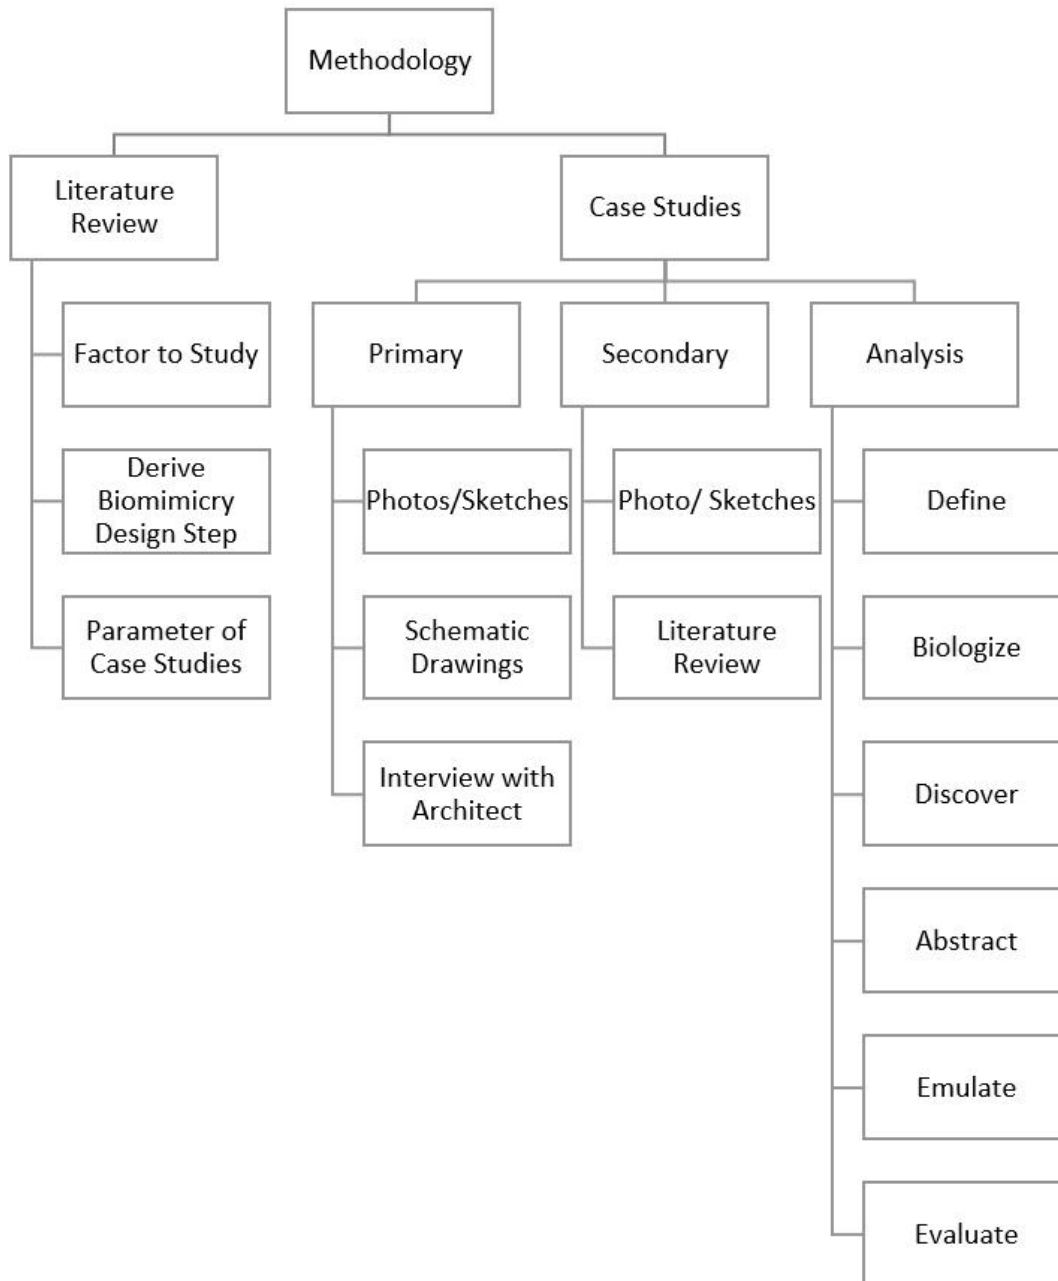 Methodology
Literature
Review
Case Studies
Factor to Study
Derive
Biomimicry
Design Step
Parameter of
Case Studies
Primary
Photos/Sketches
Schematic
Drawings
Interview with
Architect
Secondary
Photo/ Sketches
Literature
Review
Analysis
Define
Biologize
Discover
Abstract
Emulate
Evaluate